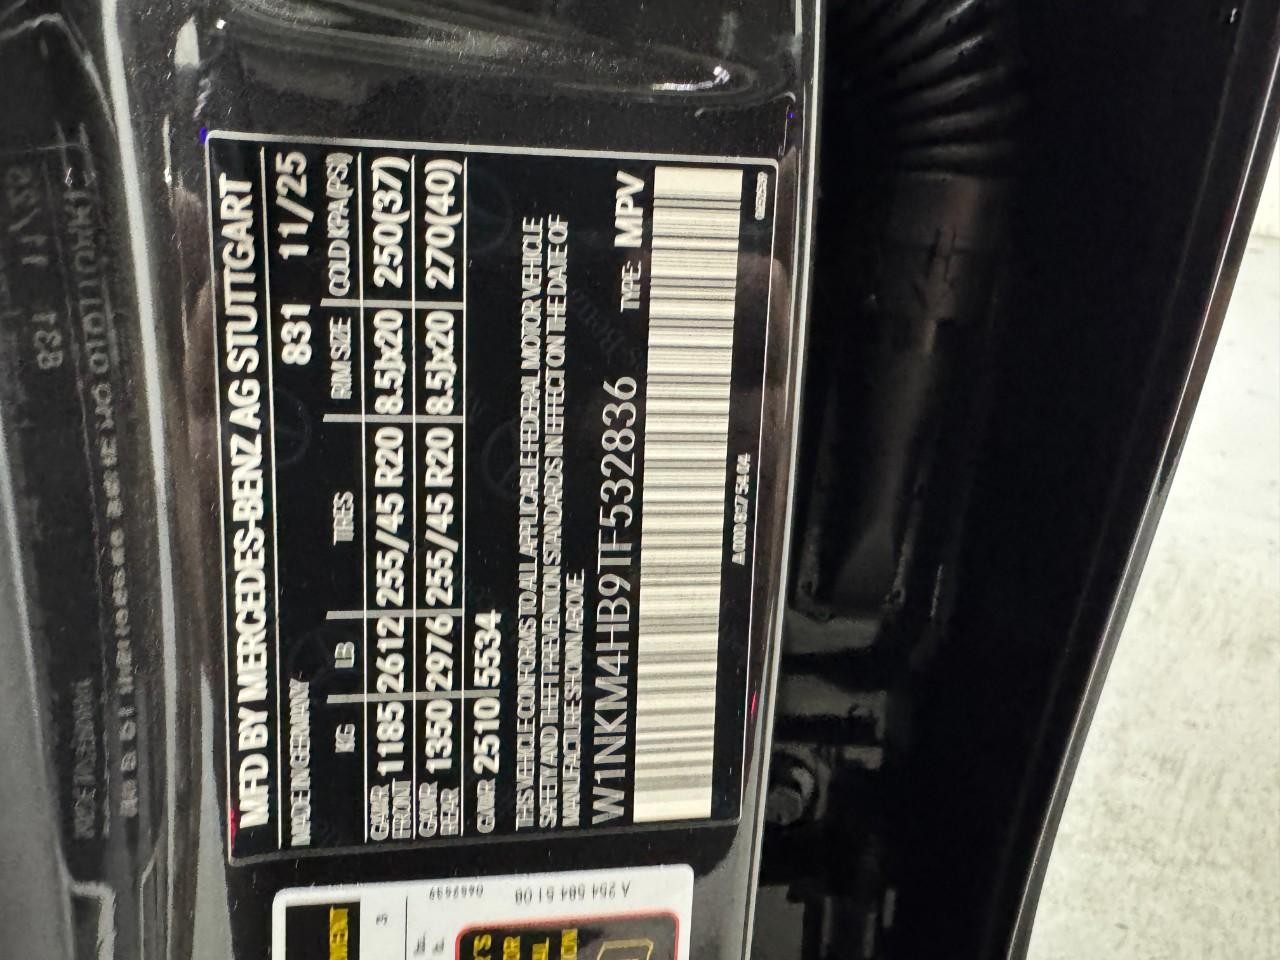 MFD BY MERCEDES-BENZ AG STUTTGART
MADE IN GERMANY 831 11/25
KG LB TIRES RIM SIZE COLD KPA(PSI)
GAWR FRONT 1185 2612 255/45 R20 8.5Jx20 250(37)
GAWR REAR 1350 2976 255/45 R20 8.5Jx20 270(40)
GVWR 2510 5534
THIS VEHICLE CONFORMS TO ALL APPLICABLE FEDERAL MOTOR VEHICLE
SAFETY AND THEFT PREVENTION STANDARDS IN EFFECT ON THE DATE OF
MANUFACTURE SHOWN ABOVE.
W1NKM4HB9TF532836 TYPE: MPV
A 254 584 51 08